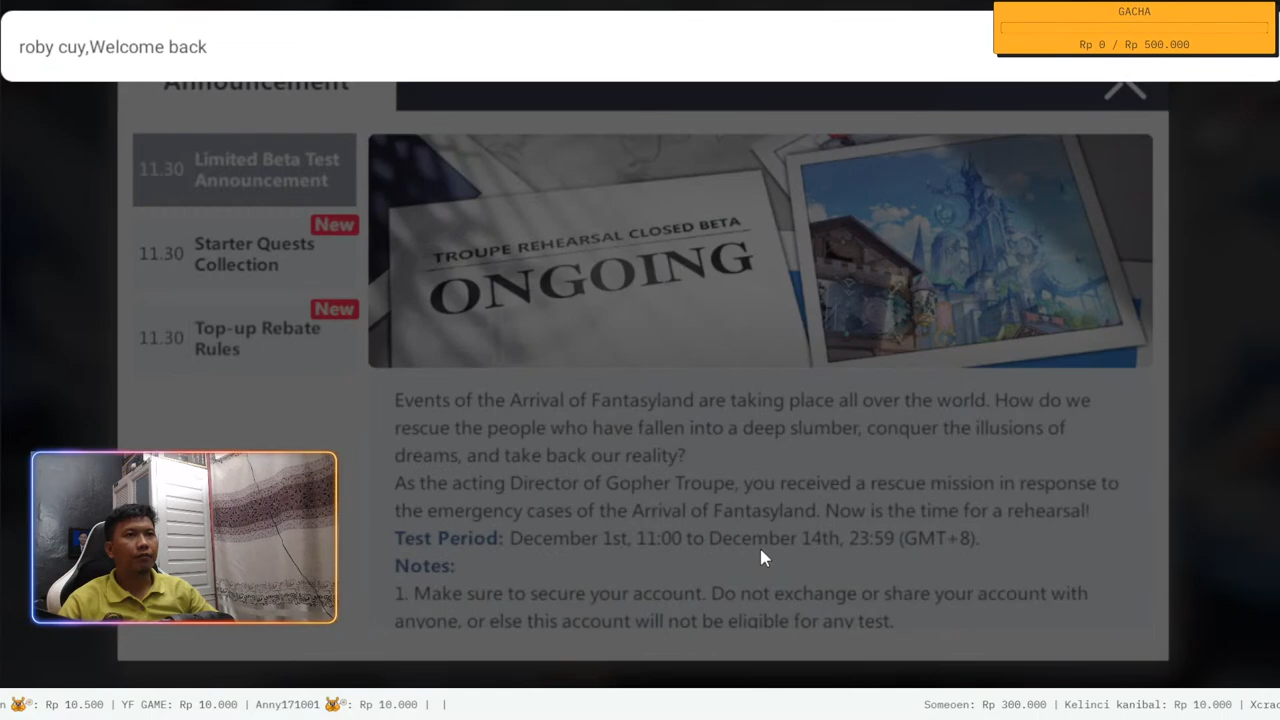 roby cuy,Welcome back
GACHA
Rp 0 / Rp 500.000
Announcement
11.30 Limited Beta Test
Announcement
New
11.30 Starter Quests
Collection
New
11.30 Top-up Rebate
Rules
TROUPE REHEARSAL CLOSED BETA
ONGOING
Events of the Arrival of Fantasyland are taking place all over the world. How do we
rescue the people who have fallen into a deep slumber, conquer the illusions of
dreams, and take back our reality?
As the acting Director of Gopher Troupe, you received a rescue mission in response to
the emergency cases of the Arrival of Fantasyland. Now is the time for a rehearsal!
Test Period: December 1st, 11:00 to December 14th, 23:59 (GMT+8).
Notes:
1. Make sure to secure your account. Do not exchange or share your account with
anyone, or else this account will not be eligible for any test.
n 🐯®: Rp 10.500 | YF GAME: Rp 10.000 | Anny171001 🐯®: Rp 10.000 | |
Someoen: Rp 300.000 | Kelinci kanibal: Rp 10.000 | Xcrac